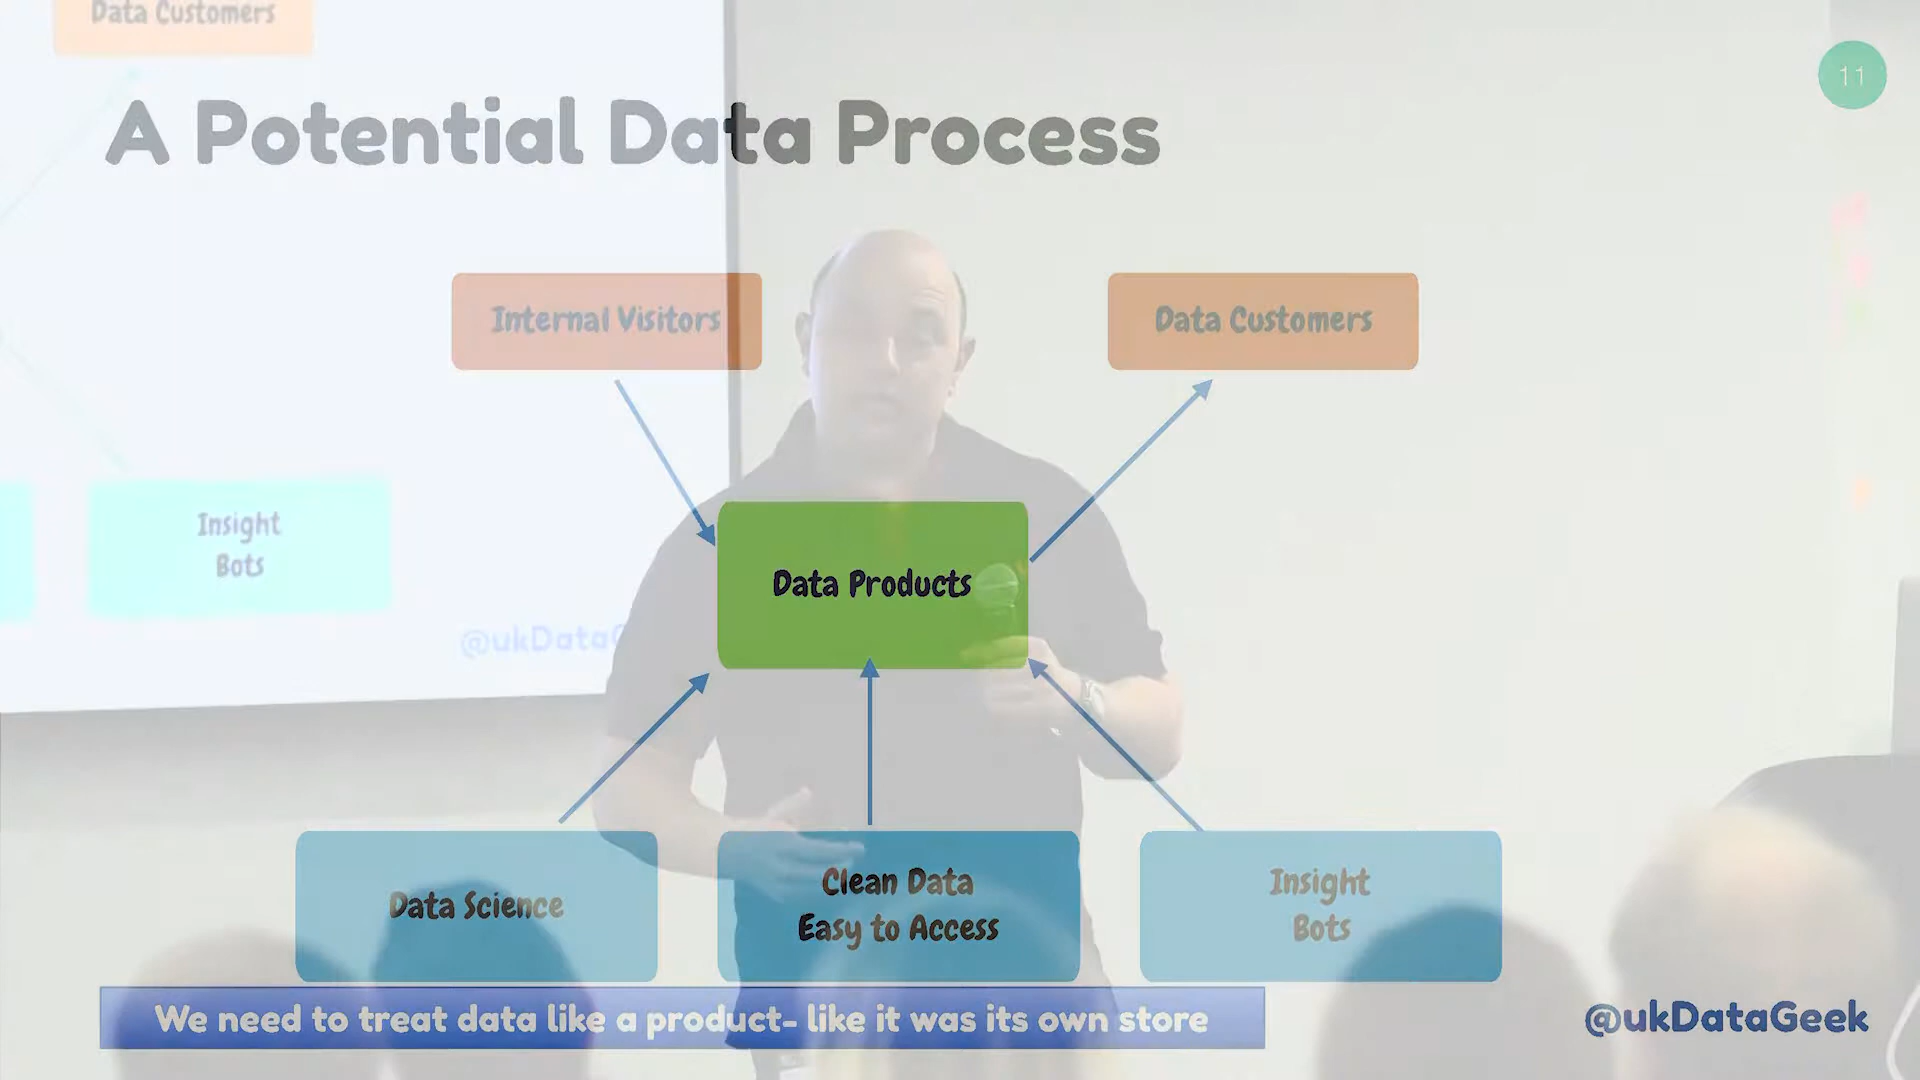 Data Customers
11
A Potential Data Process
Internal Visitors
Data Customers
Data Products
Insight
Bots
@ukDataG
Data Science
Clean Data
Easy to Access
Insight
Bots
We need to treat data like a product- like it was its own store
@ukDataGeek